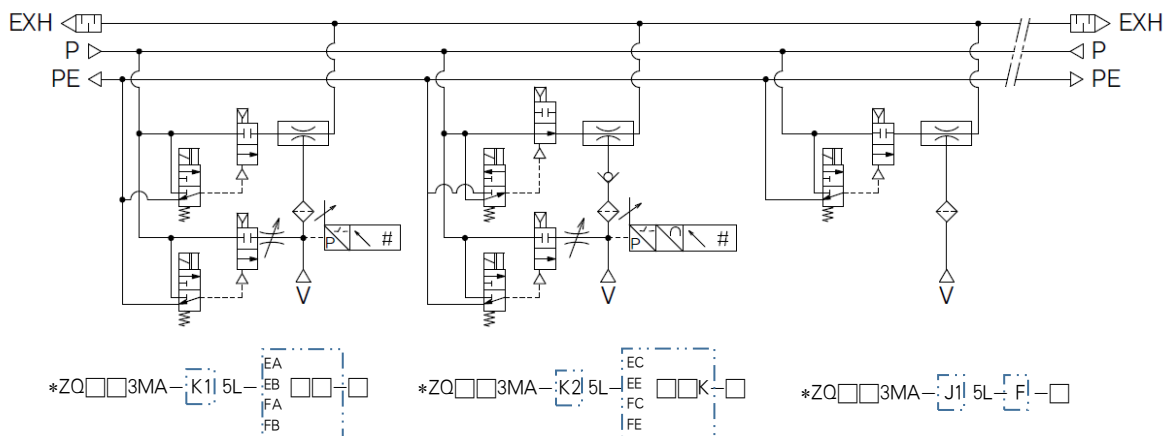 EXH EXH
P P
PE PE
P #
P #
V V V
*ZQ□□3MA-K1 5L-
EA
EB
FA
FB
□□-□
*ZQ□□3MA-K2 5L-
EC
EE
FC
FE
□□K-□
*ZQ□□3MA-J1 5L-F-□